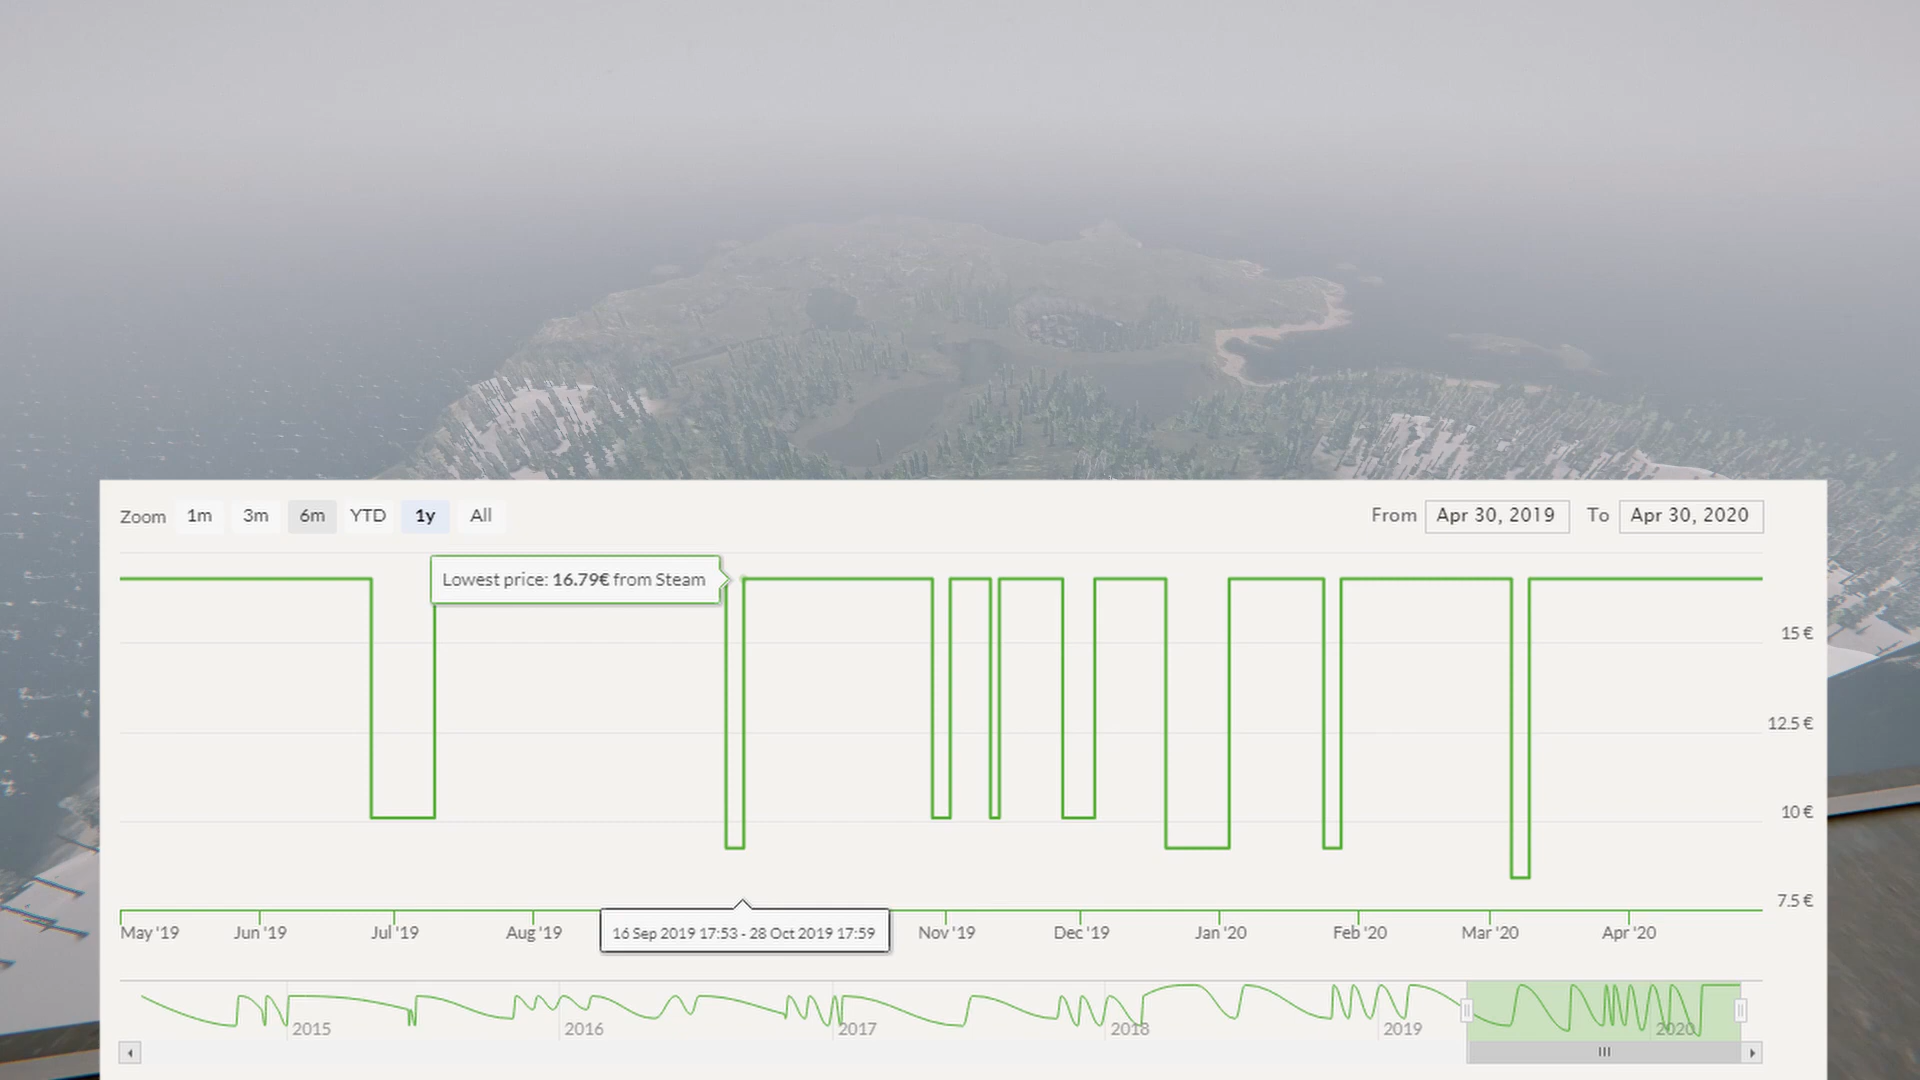 Zoom 1m 3m 6m YTD 1y All
From Apr 30, 2019 To Apr 30, 2020
Lowest price: 16.79€ from Steam
15 €
12.5 €
10 €
7.5 €
May '19 Jun '19 Jul '19 Aug '19 Nov '19 Dec '19 Jan '20 Feb '20 Mar '20 Apr '20
16 Sep 2019 17:53 - 28 Oct 2019 17:59
2015 2016 2017 2018 2019 2020